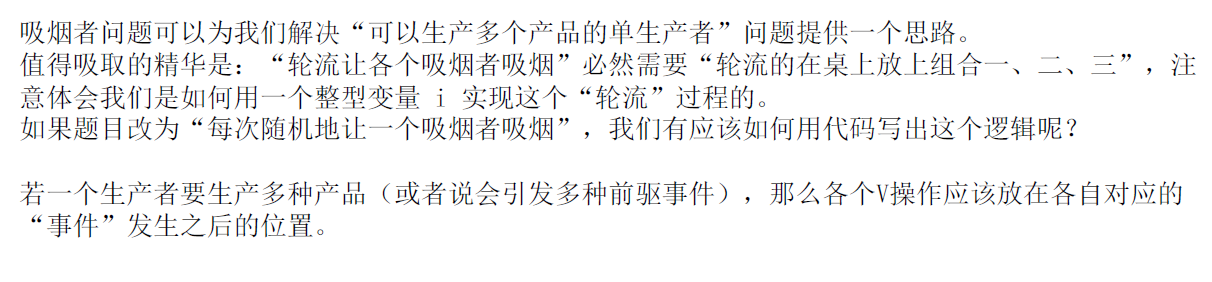 吸烟者问题可以为我们解决“可以生产多个产品的单生产者”问题提供一个思路。
值得吸取的精华是：“轮流让各个吸烟者吸烟”必然需要“轮流的在桌上放上组合一、二、三”，注
意体会我们是如何用一个整型变量 i 实现这个“轮流”过程的。
如果题目改为“每次随机地让一个吸烟者吸烟”，我们有应该如何用代码写出这个逻辑呢？
若一个生产者要生产多种产品（或者说会引发多种前驱事件），那么各个V操作应该放在各自对应的
“事件”发生之后的位置。